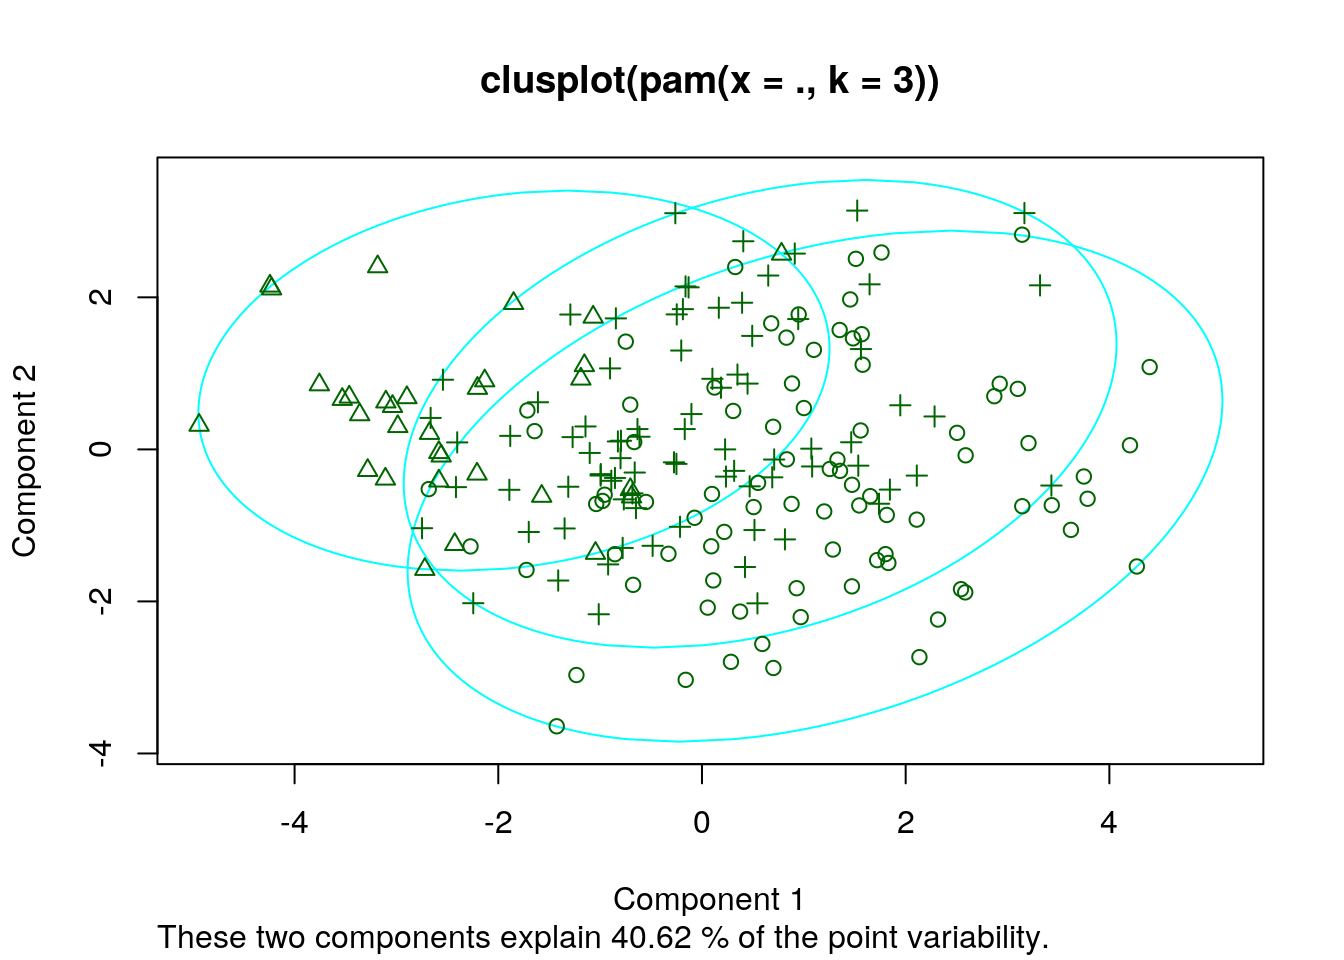 clusplot(pam(x = ., k = 3))
Component 2
2
0
-2
-4
-4 -2 0 2 4
Component 1
These two components explain 40.62 % of the point variability.